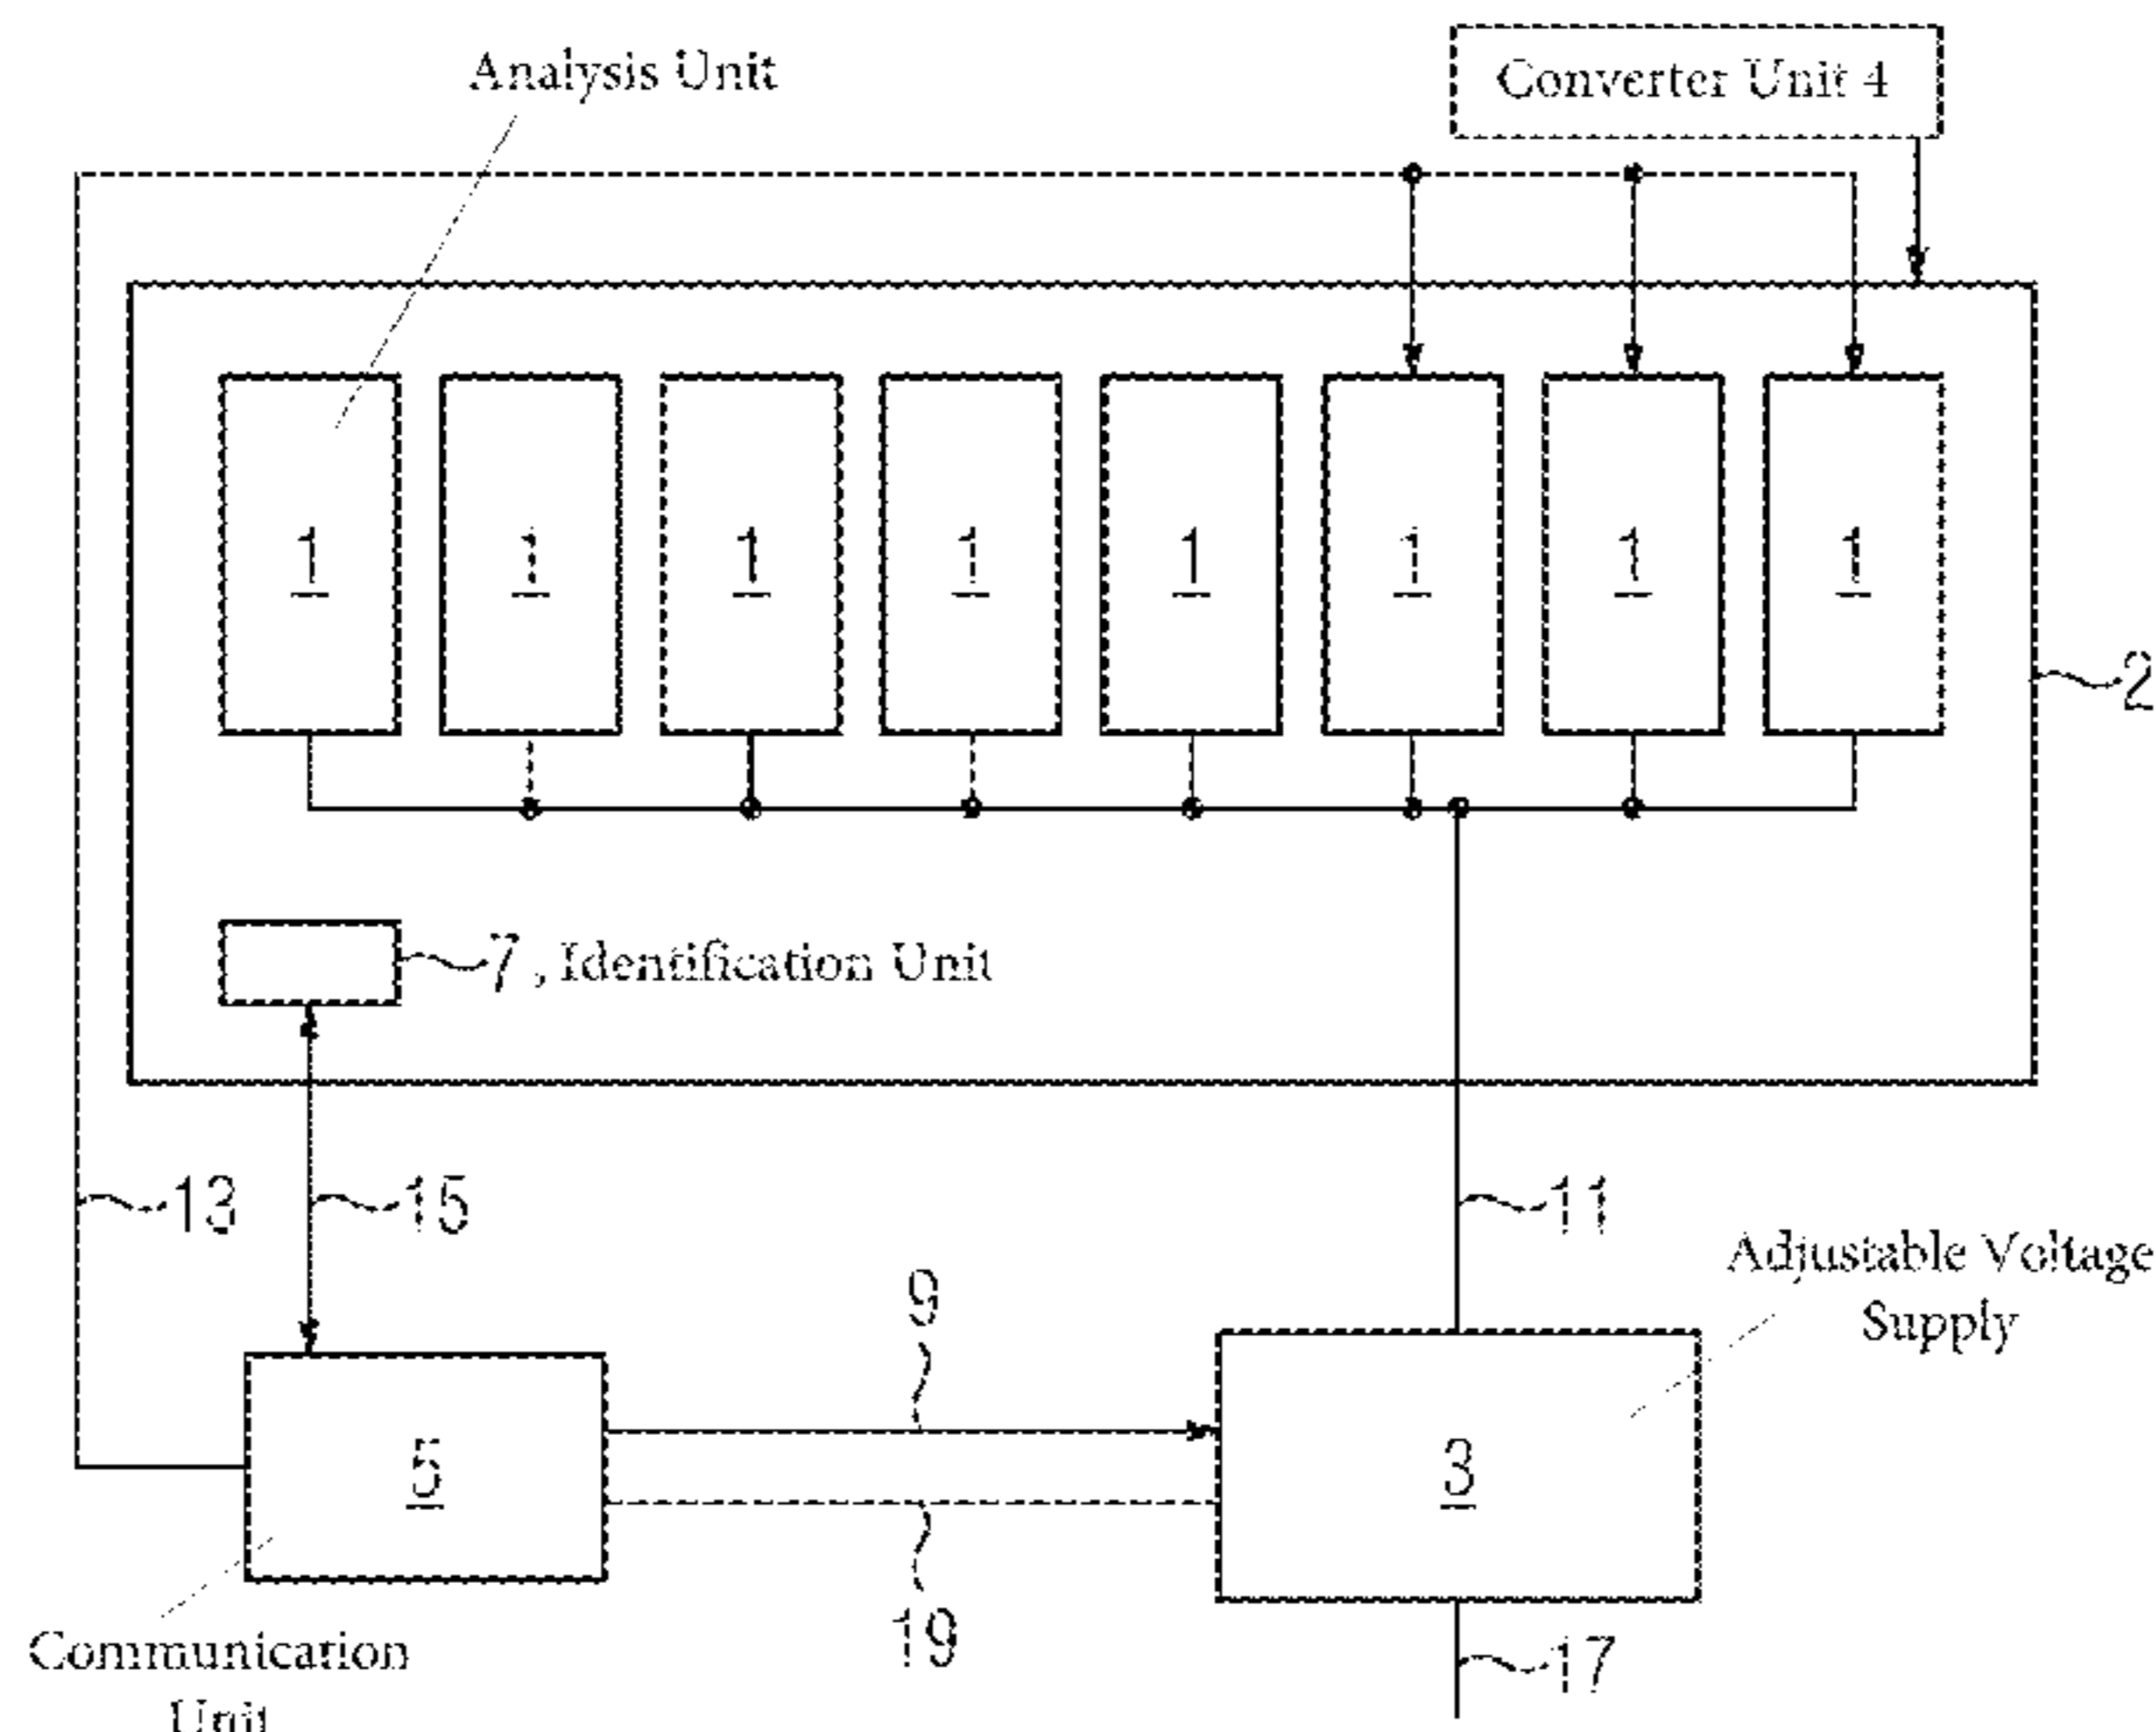 Analysis Unit
Converter Unit 4
1 1 1 1 1 1 1 1
2
7, Identification Unit
13
15
11
Adjustable Voltage
Supply
9
5
3
19
17
Communication
Unit